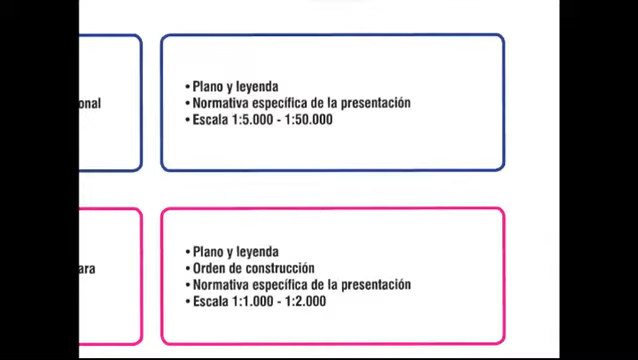 onal
• Plano y leyenda
• Normativa específica de la presentación
• Escala 1:5.000 - 1:50.000
ara
• Plano y leyenda
• Orden de construcción
• Normativa específica de la presentación
• Escala 1:1.000 - 1:2.000